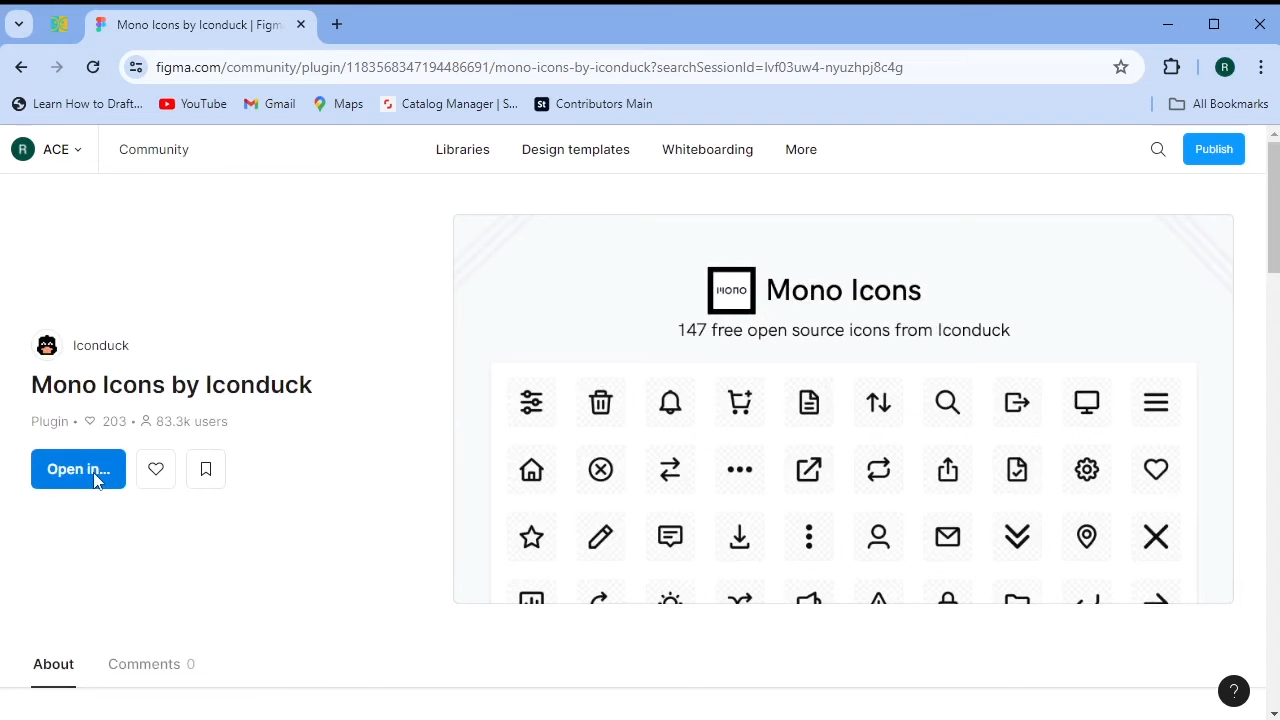 Mono Icons by Iconduck | Figm
figma.com/community/plugin/1183568347194486691/mono-icons-by-iconduck?searchSessionId=lvf03uw4-nyuzhpj8c4g
R
Learn How to Draft...
YouTube
Gmail
Maps
Catalog Manager | S...
St
Contributors Main
All Bookmarks
R
ACE
Community
Libraries
Design templates
Whiteboarding
More
Publish
mono
Mono Icons
147 free open source icons from Iconduck
Iconduck
Mono Icons by Iconduck
Plugin • 203 • 83.3k users
Open in...
About
Comments 0
?